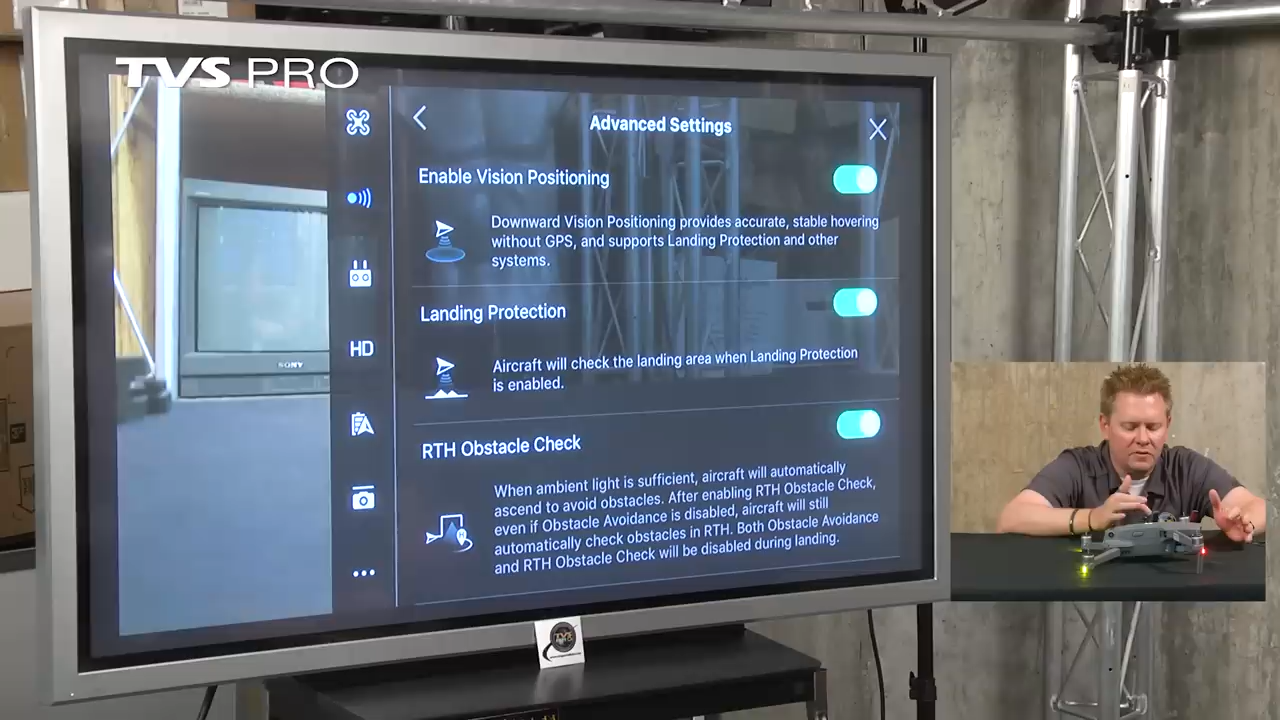 TVS PRO
Advanced Settings
Enable Vision Positioning
Downward Vision Positioning provides accurate, stable hovering
without GPS, and supports Landing Protection and other
systems.
Landing Protection
Aircraft will check the landing area when Landing Protection
is enabled.
RTH Obstacle Check
When ambient light is sufficient, aircraft will automatically
ascend to avoid obstacles. After enabling RTH Obstacle Check,
even if Obstacle Avoidance is disabled, aircraft will still
automatically check obstacles in RTH. Both Obstacle Avoidance
and RTH Obstacle Check will be disabled during landing.
HD
SONY
TVS